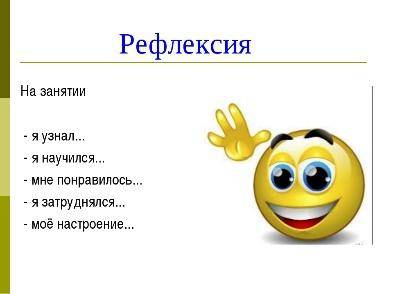 Рефлексия
На занятии
- я узнал...
- я научился...
- мне понравилось...
- я затруднялся...
- моё настроение...